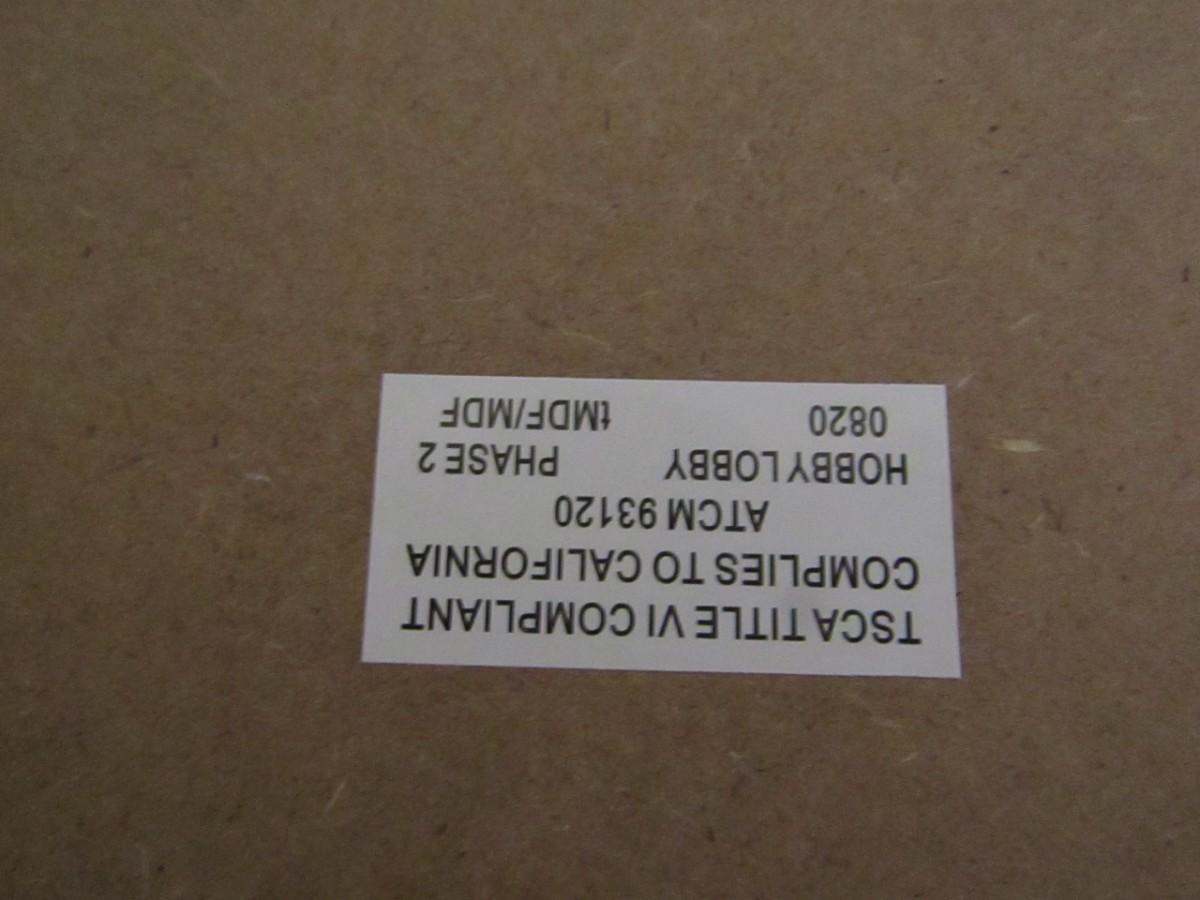 TSCA TITLE VI COMPLIANT
COMPLIES TO CALIFORNIA
ATCM 93120
HOBBY LOBBY PHASE 2
0820 tMDF/MDF